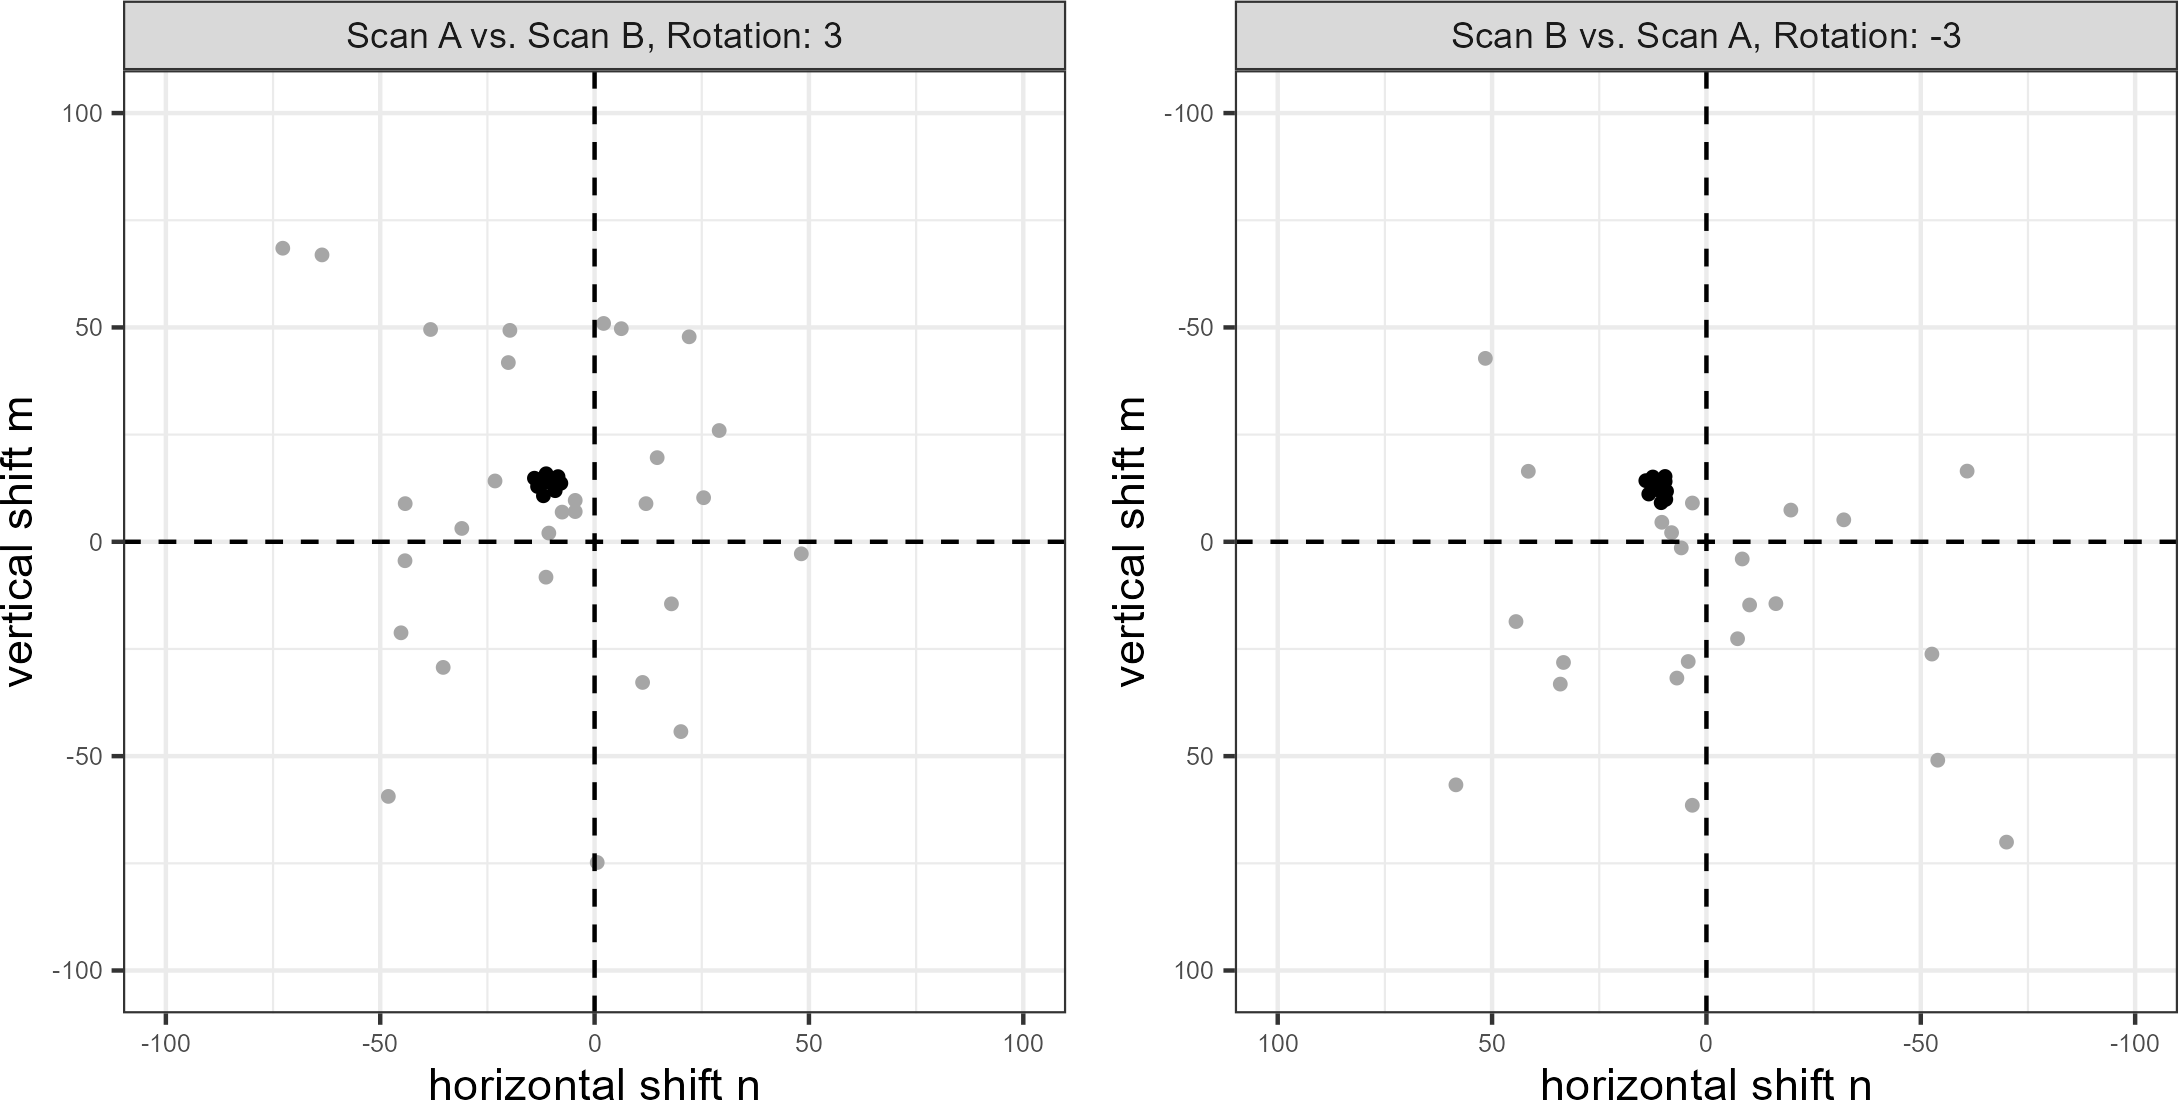 Scan A vs. Scan B, Rotation: 3
vertical shift m
100
50
0
-50
-100
-100 -50 0 50 100
horizontal shift n
Scan B vs. Scan A, Rotation: -3
vertical shift m
-100
-50
0
50
100
100 50 0 -50 -100
horizontal shift n